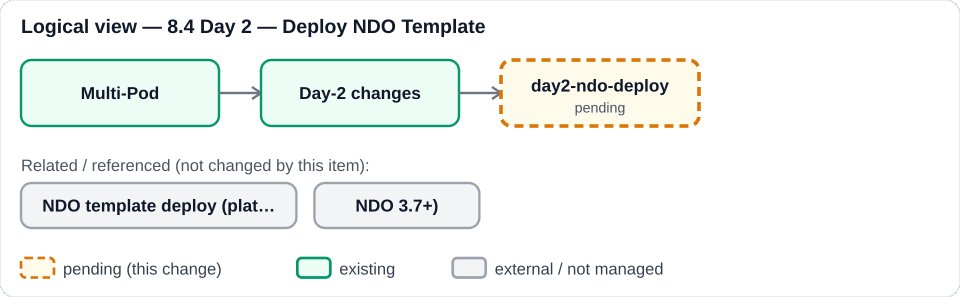 Logical view — 8.4 Day 2 — Deploy NDO Template
Multi-Pod
Day-2 changes
day2-ndo-deploy
pending
Related / referenced (not changed by this item):
NDO template deploy (plat…
NDO 3.7+)
pending (this change)
existing
external / not managed